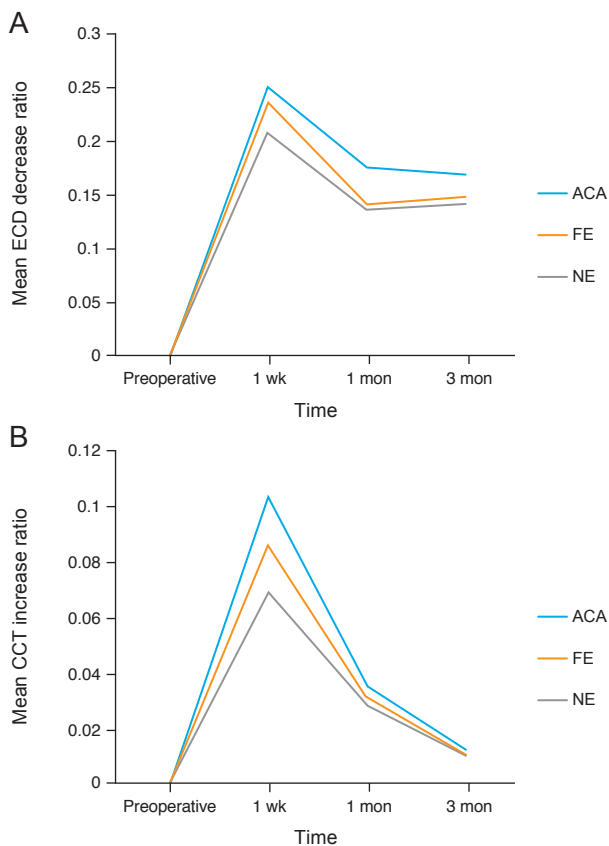 A
Mean ECD decrease ratio
0.3
0.25
0.2
0.15
0.1
0.05
0
Preoperative 1 wk 1 mon 3 mon
Time
ACA
FE
NE
B
Mean CCT increase ratio
0.12
0.1
0.08
0.06
0.04
0.02
0
Preoperative 1 wk 1 mon 3 mon
Time
ACA
FE
NE